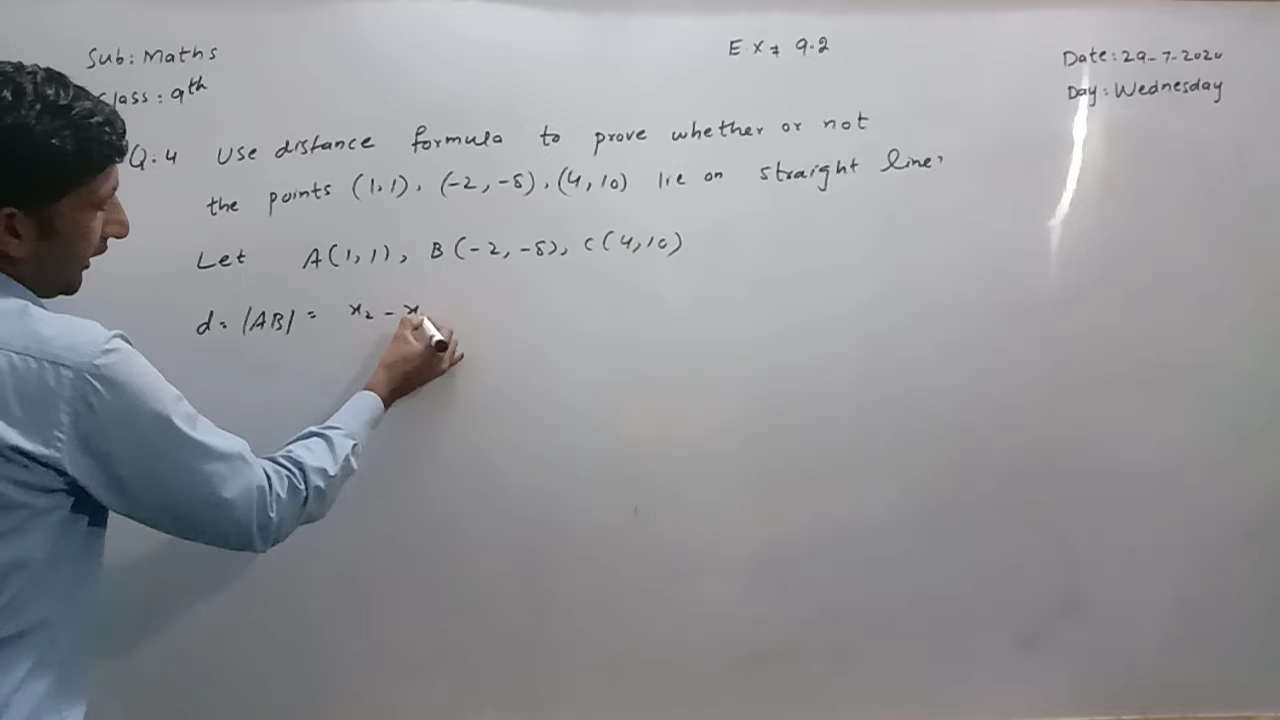 Sub: Maths
Class: 9th
Ex # 9.2
Date: 29-7-2020
Day: Wednesday
Q.4 Use distance formula to prove whether or not
the points (1,1), (-2,-8), (4,10) lie on straight line.
Let A(1,1), B(-2,-8), C(4,10)
d = |AB| = x₂ - x